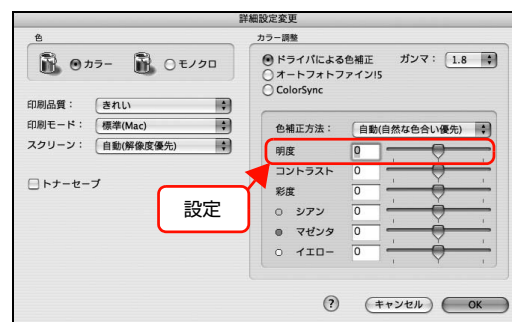 詳細設定変更
色
カラー
モノクロ
印刷品質： きれい
印刷モード： 標準(Mac)
スクリーン： 自動(解像度優先)
トナーセーブ
設定
カラー調整
ドライバによる色補正 ガンマ： 1.8
オートフォトファイン!5
ColorSync
色補正方法： 自動(自然な色合い優先)
明度 0
コントラスト 0
彩度 0
シアン 0
マゼンタ 0
イエロー 0
? キャンセル OK